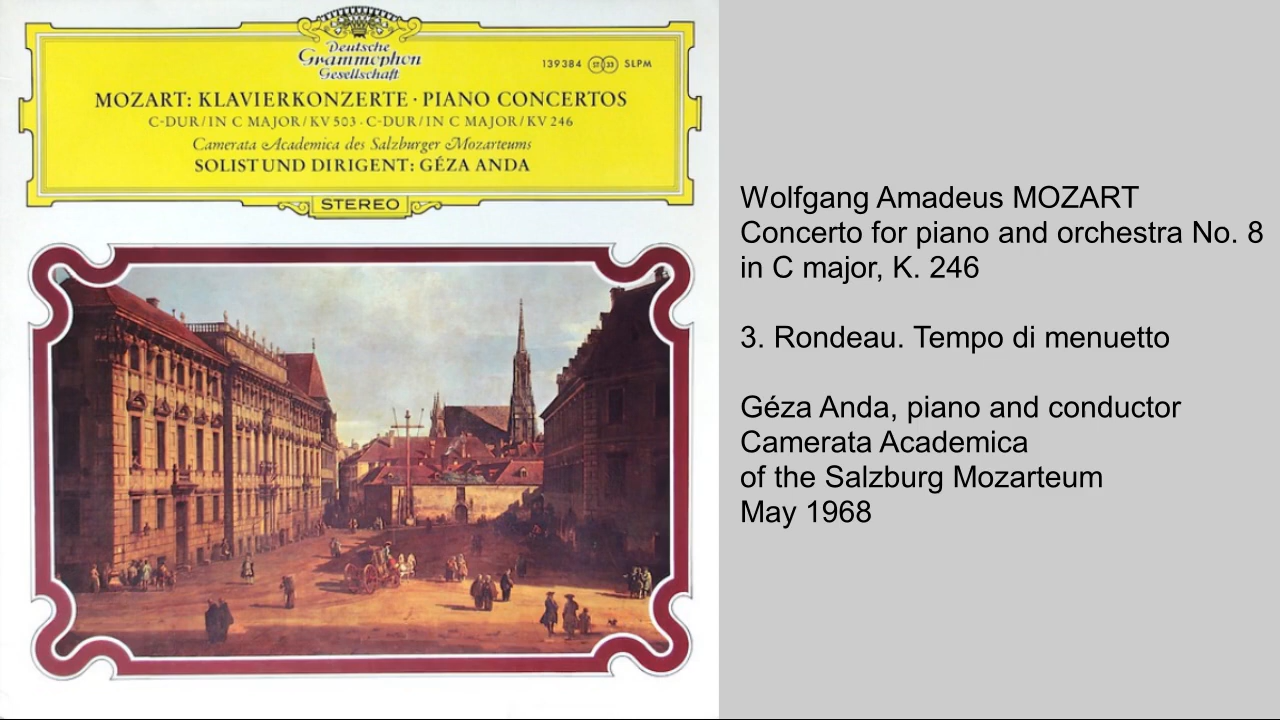 Deutsche
Grammophon
Gesellschaft
139384 ST 33 SLPM
MOZART: KLAVIERKONZERTE · PIANO CONCERTOS
C-DUR/IN C MAJOR/KV 503 · C-DUR/IN C MAJOR/KV 246
Camerata Academica des Salzburger Mozarteums
SOLIST UND DIRIGENT: GÉZA ANDA
STEREO
Wolfgang Amadeus MOZART
Concerto for piano and orchestra No. 8
in C major, K. 246
3. Rondeau. Tempo di menuetto
Géza Anda, piano and conductor
Camerata Academica
of the Salzburg Mozarteum
May 1968